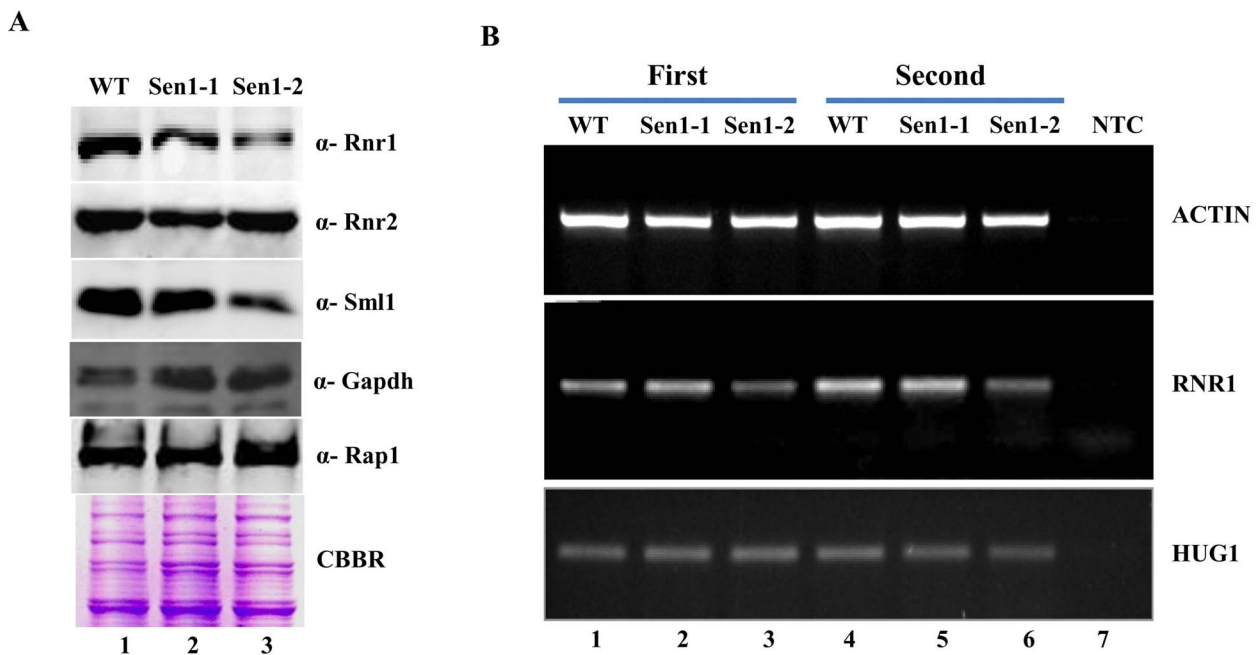 A
WT Sen1-1 Sen1-2
α- Rnr1
α- Rnr2
α- Sml1
α- Gapdh
α- Rap1
CBBR
1 2 3
B
First Second
WT Sen1-1 Sen1-2 WT Sen1-1 Sen1-2 NTC
ACTIN
RNR1
HUG1
1 2 3 4 5 6 7